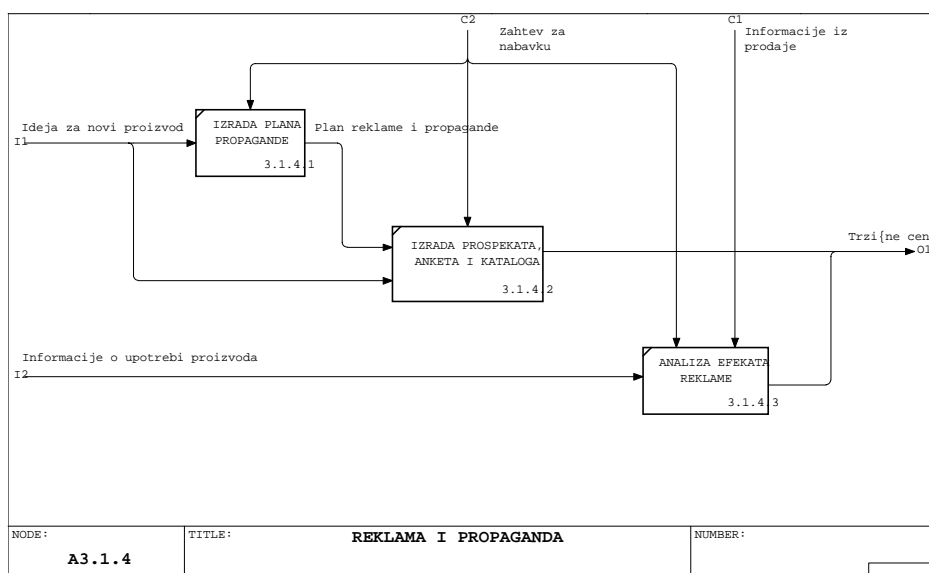 C2
C1
Zahtev za
nabavku
Informacije iz
prodaje
Ideja za novi proizvod
I1
IZRADA PLANA
PROPAGANDE
3.1.4.1
Plan reklame i propagande
IZRADA PROSPEKATA,
ANKETA I KATALOGA
3.1.4.2
Trzi{ne cen
O1
Informacije o upotrebi proizvoda
I2
ANALIZA EFEKATA
REKLAME
3.1.4.3
NODE:
A3.1.4
TITLE:
REKLAMA I PROPAGANDA
NUMBER: